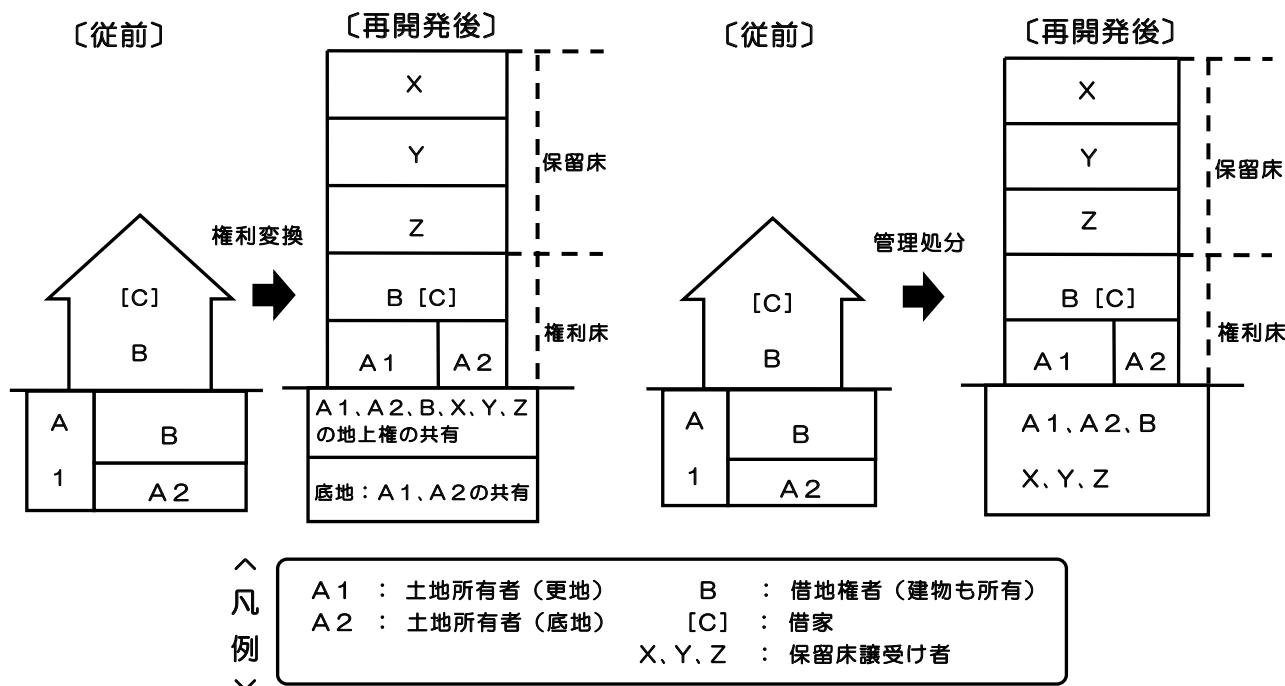 〔従前〕
〔再開発後〕
X
Y
保留床
Z
権利変換
[C]
B
B [C]
権利床
A1
A2
A
1
B
A2
A1、A2、B、X、Y、Z
の地上権の共有
底地：A1、A2の共有
〔従前〕
〔再開発後〕
X
Y
保留床
Z
管理処分
[C]
B
B [C]
権利床
A1
A2
A
1
B
A2
A1、A2、B
X、Y、Z
〈凡例〉
A1 ： 土地所有者（更地）
B ： 借地権者（建物も所有）
A2 ： 土地所有者（底地）
[C] ： 借家
X、Y、Z ： 保留床譲受け者